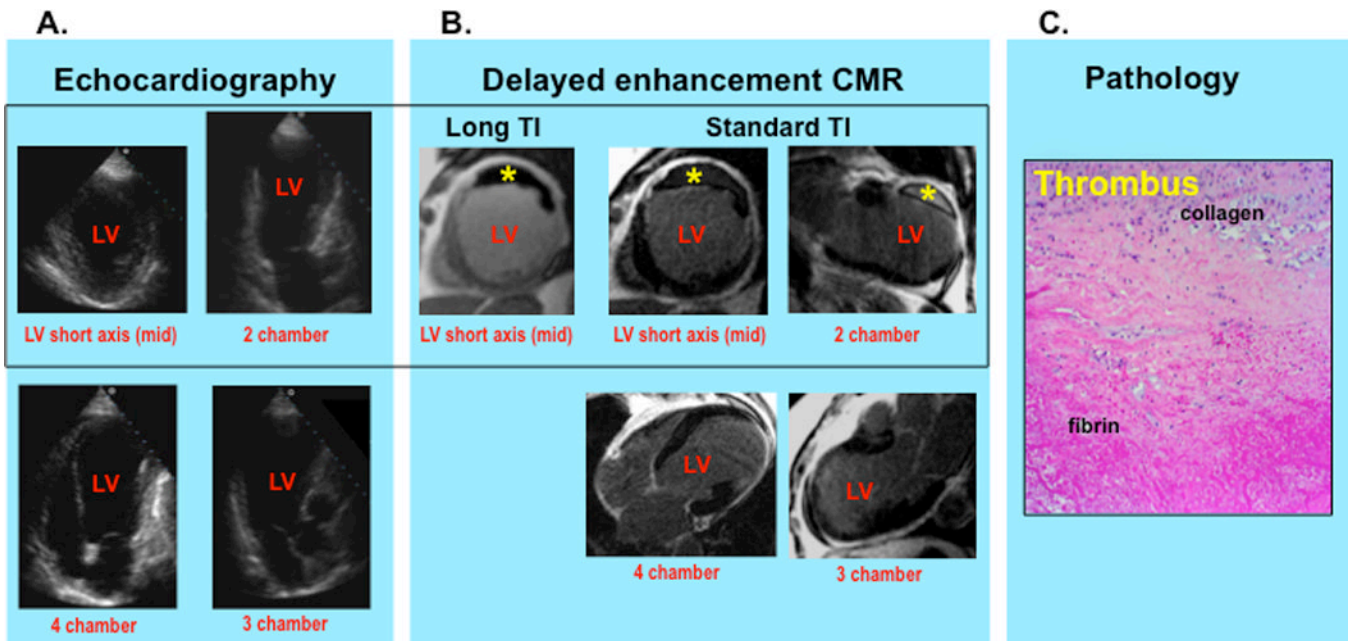 A.
B.
C.
Echocardiography
Delayed enhancement CMR
Pathology
Long TI
Standard TI
LV
LV
* LV
* LV
* LV
LV short axis (mid)
2 chamber
LV short axis (mid)
LV short axis (mid)
2 chamber
Thrombus
collagen
fibrin
LV
LV
LV
LV
4 chamber
3 chamber
4 chamber
3 chamber